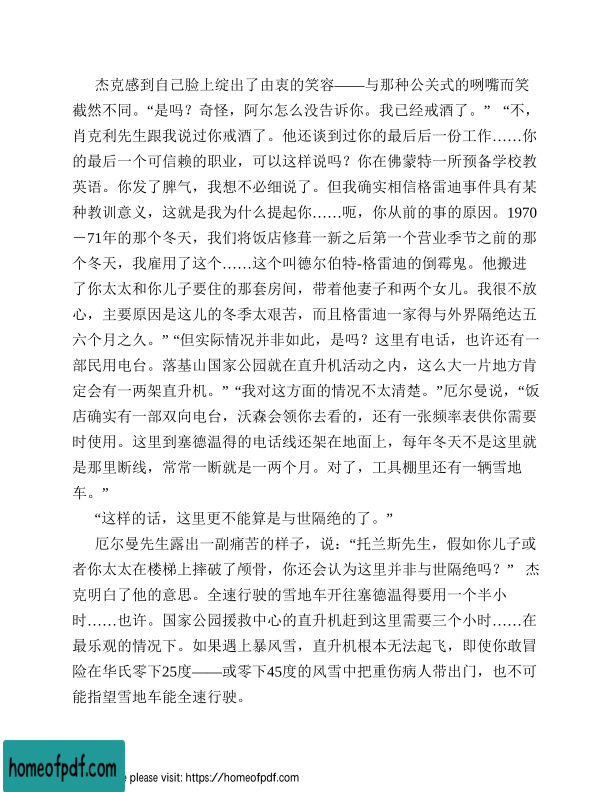 杰克感到自己脸上绽出了由衷的笑容——与那种公关式的咧嘴而笑
截然不同。“是吗？奇怪，阿尔怎么没告诉你。我已经戒酒了。” “不，
肖克利先生跟我说过你戒酒了。他还谈到过你的最后后一份工作……你
的最后一个可信赖的职业，可以这样说吗？你在佛蒙特一所预备学校教
英语。你发了脾气，我想不必细说了。但我确实相信格雷迪事件具有某
种教训意义，这就是我为什么提起你……呃，你从前的事的原因。1970
－71年的那个冬天，我们将饭店修葺一新之后第一个营业季节之前的那
个冬天，我雇用了这个……这个叫德尔伯特-格雷迪的倒霉鬼。他搬进
了你太太和你儿子要住的那套房间，带着他妻子和两个女儿。我很不放
心，主要原因是这儿的冬季太艰苦，而且格雷迪一家得与外界隔绝达五
六个月之久。” “但实际情况并非如此，是吗？这里有电话，也许还有一
部民用电台。落基山国家公园就在直升机活动之内，这么大一片地方肯
定会有一两架直升机。” “我对这方面的情况不太清楚。”厄尔曼说，“饭
店确实有一部双向电台，沃森会领你去看的，还有一张频率表供你需要
时使用。这里到塞德温得的电话线还架在地面上，每年冬天不是这里就
是那里断线，常常一断就是一两个月。对了，工具棚里还有一辆雪地
车。”
“这样的话，这里更不能算是与世隔绝的了。”
厄尔曼先生露出一副痛苦的样子，说：“托兰斯先生，假如你儿子或
者你太太在楼梯上摔破了颅骨，你还会认为这里并非与世隔绝吗？” 杰
克明白了他的意思。全速行驶的雪地车开往塞德温得要用一个半小
时……也许。国家公园援救中心的直升机赶到这里需要三个小时……在
最乐观的情况下。如果遇上暴风雪，直升机根本无法起飞，即使你敢冒
险在华氏零下25度——或零下45度的风雪中把重伤病人带出门，也不可
能指望雪地车能全速行驶。
homeofpdf.com
e please visit: https://homeofpdf.com